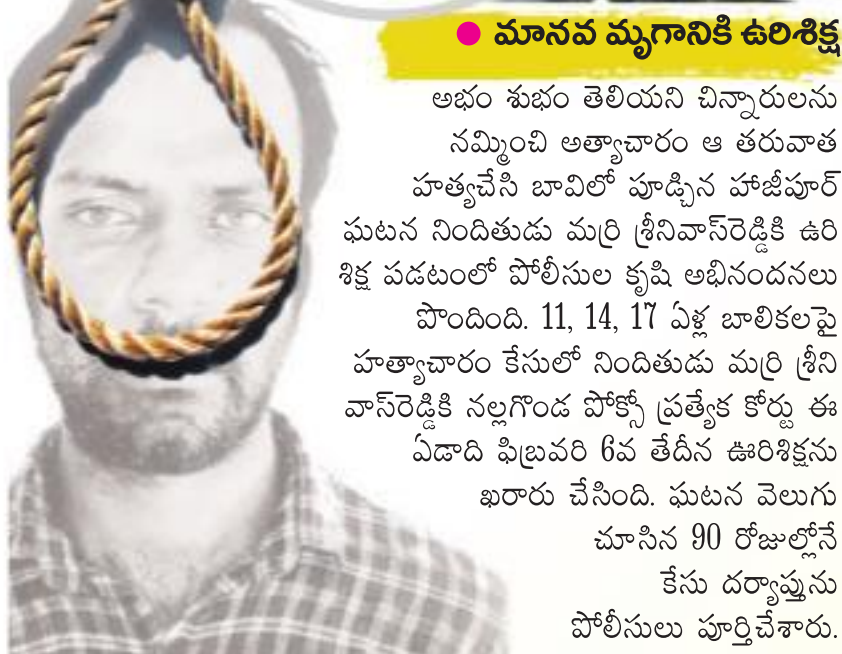 ● మానవ మృగానికి ఉరిశిక్ష
అభం శుభం తెలియని చిన్నారులను
నమ్మించి అత్యాచారం ఆ తరువాత
హత్యచేసి బావిలో పూడ్చిన హాజీపూర్
ఘటన నిందితుడు మర్రి శ్రీనివాస్‌రెడ్డికి ఉరి
శిక్ష పడటంలో పోలీసుల కృషి అభినందనలు
పొందింది. 11, 14, 17 ఏళ్ల బాలికలపై
హత్యాచారం కేసులో నిందితుడు మర్రి శ్రీని
వాస్‌రెడ్డికి నల్లగొండ పోక్సో ప్రత్యేక కోర్టు ఈ
ఏడాది ఫిబ్రవరి 6వ తేదీన ఊరిశిక్షను
ఖరారు చేసింది. ఘటన వెలుగు
చూసిన 90 రోజుల్లోనే
కేసు దర్యాప్తును
పోలీసులు పూర్తిచేశారు.